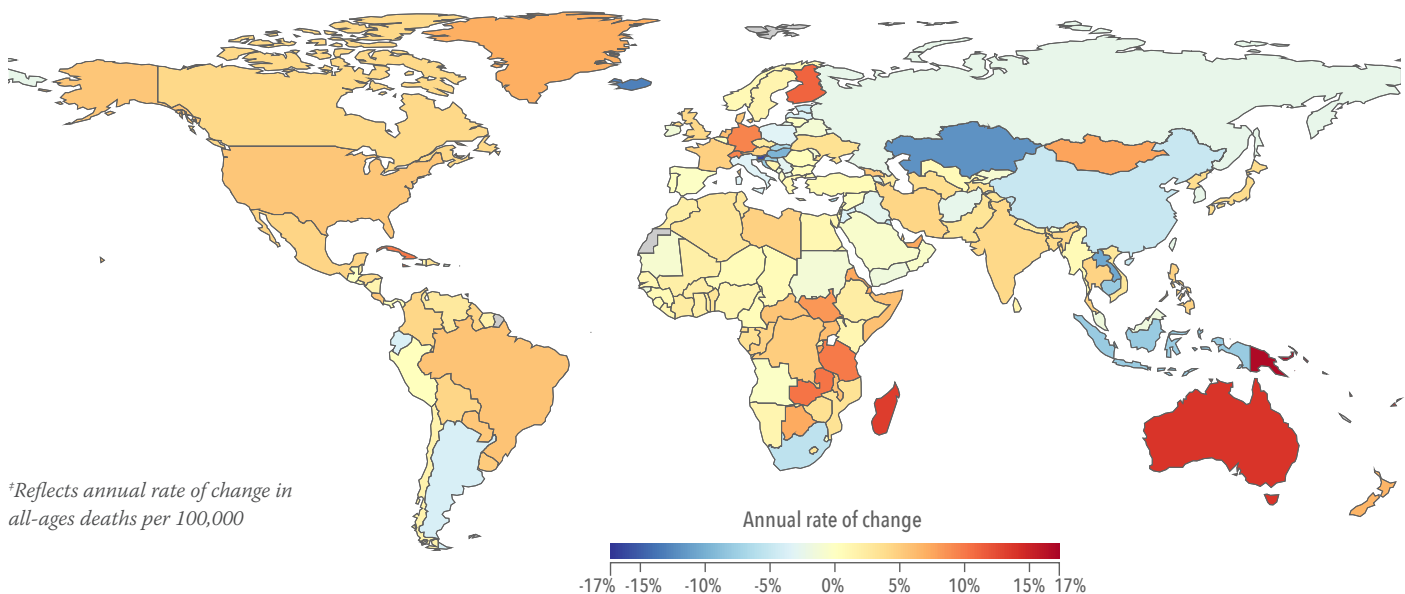 ‡Reflects annual rate of change in
all-ages deaths per 100,000
Annual rate of change
-17% -15% -10% -5% 0% 5% 10% 15% 17%